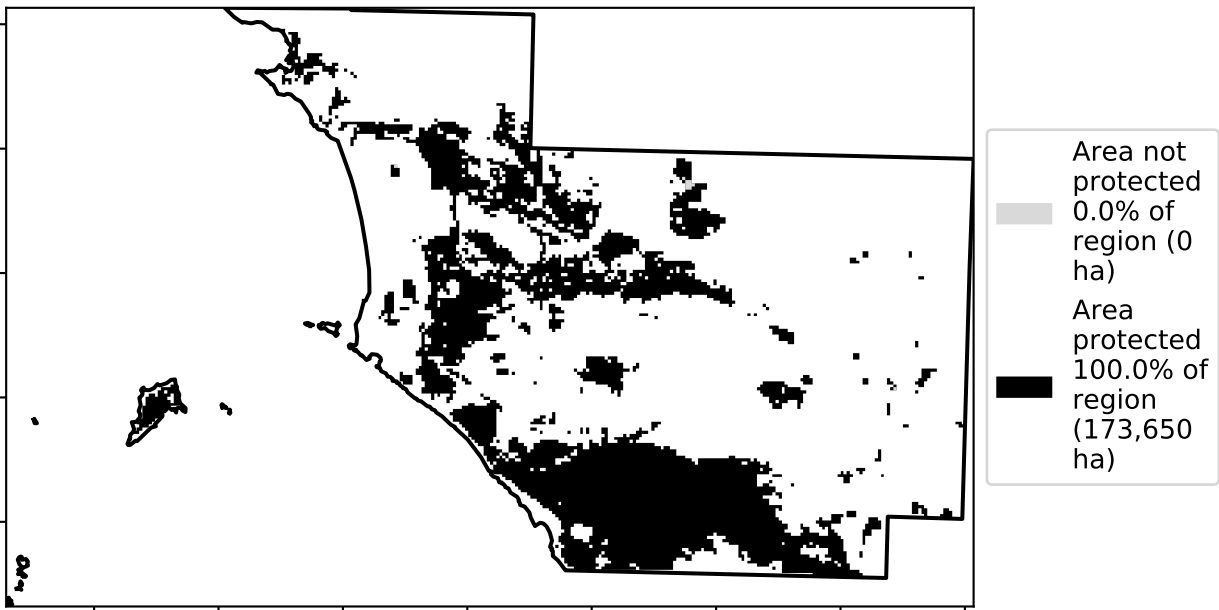 Area not
protected
0.0% of
region (0
ha)
Area
protected
100.0% of
region
(173,650
ha)